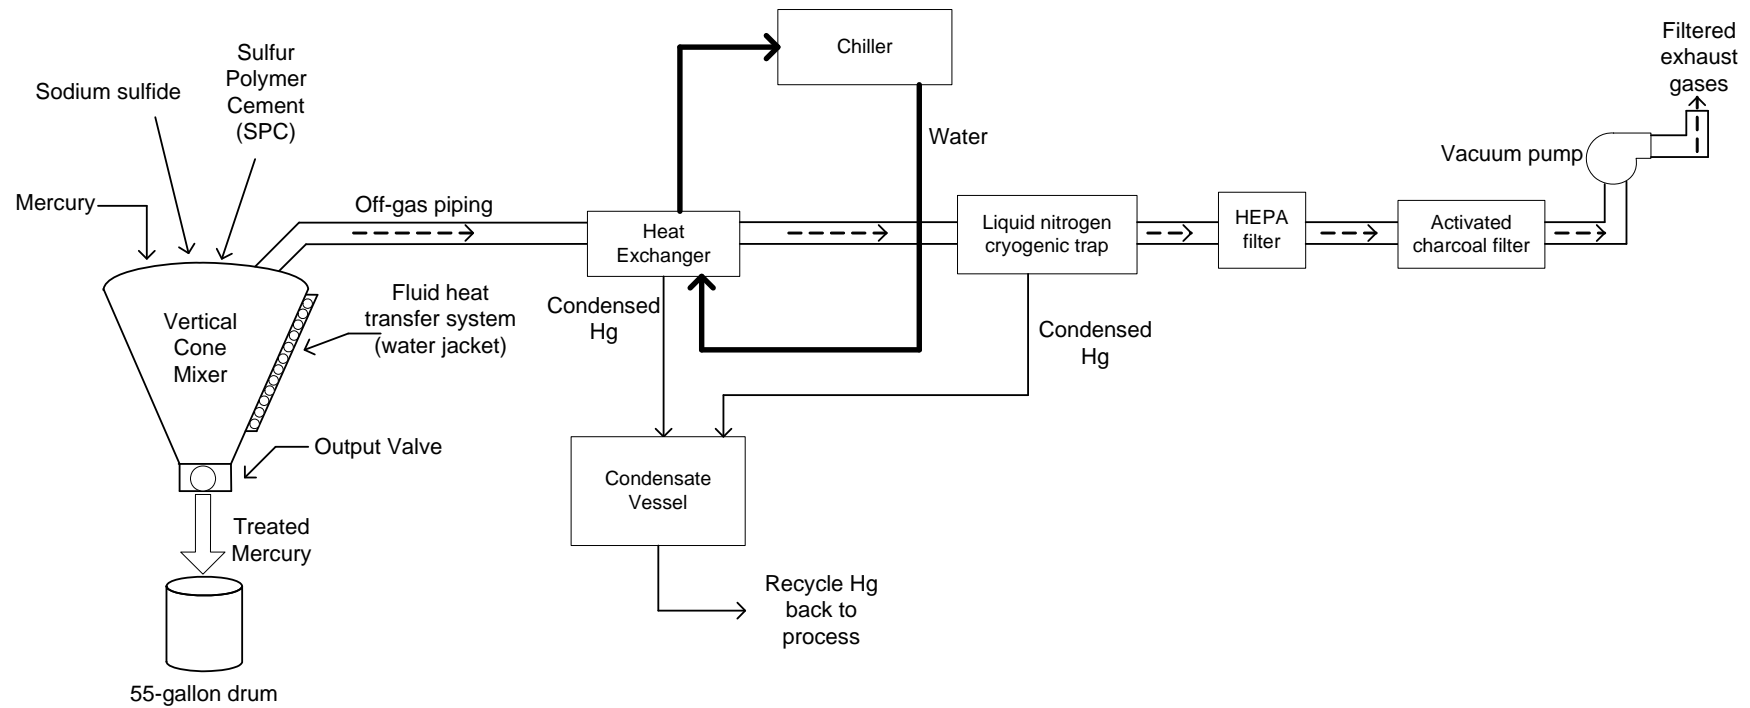 Chiller
Filtered
exhaust
gases
Sulfur
Polymer
Cement
(SPC)
Sodium sulfide
Water
Vacuum pump
Mercury
Off-gas piping
Heat
Exchanger
Liquid nitrogen
cryogenic trap
HEPA
filter
Activated
charcoal filter
Vertical
Cone
Mixer
Fluid heat
transfer system
(water jacket)
Condensed
Hg
Condensed
Hg
Output Valve
Condensate
Vessel
Treated
Mercury
Recycle Hg
back to
process
55-gallon drum